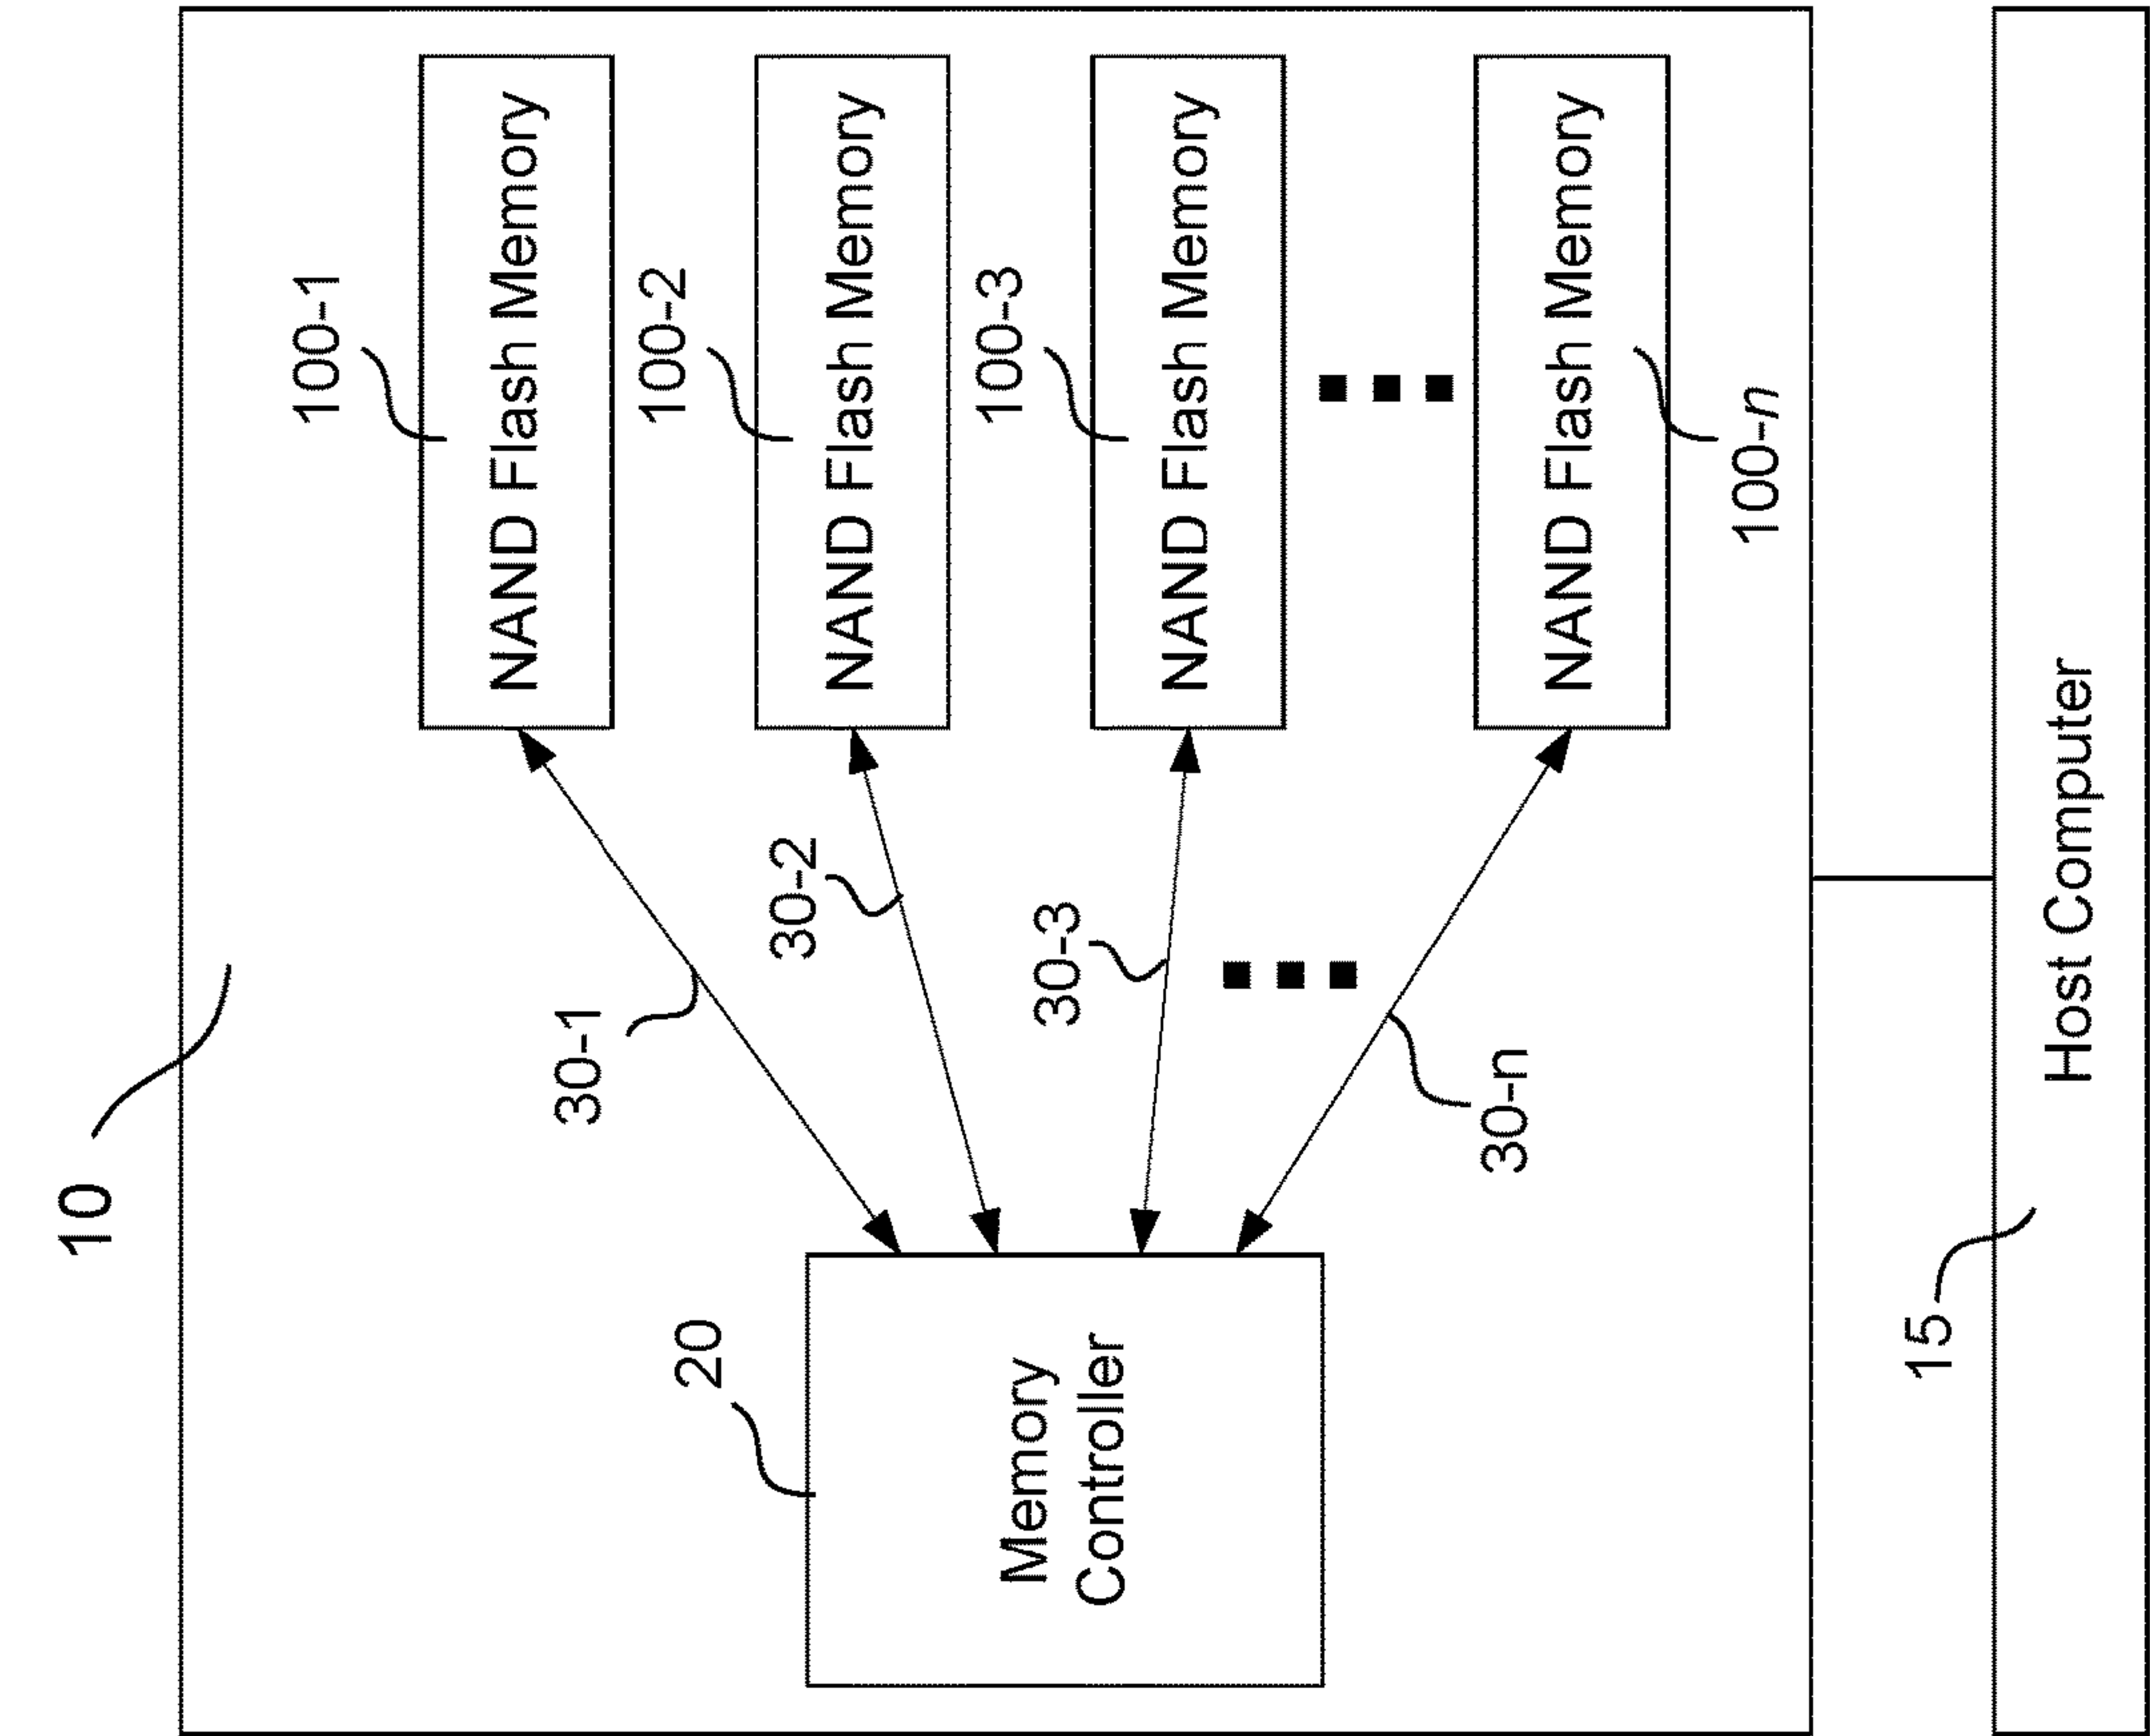 10
100-1
NAND Flash Memory
100-2
NAND Flash Memory
100-3
NAND Flash Memory
NAND Flash Memory
100-n
30-1
30-2
30-3
30-n
20
Memory
Controller
15
Host Computer